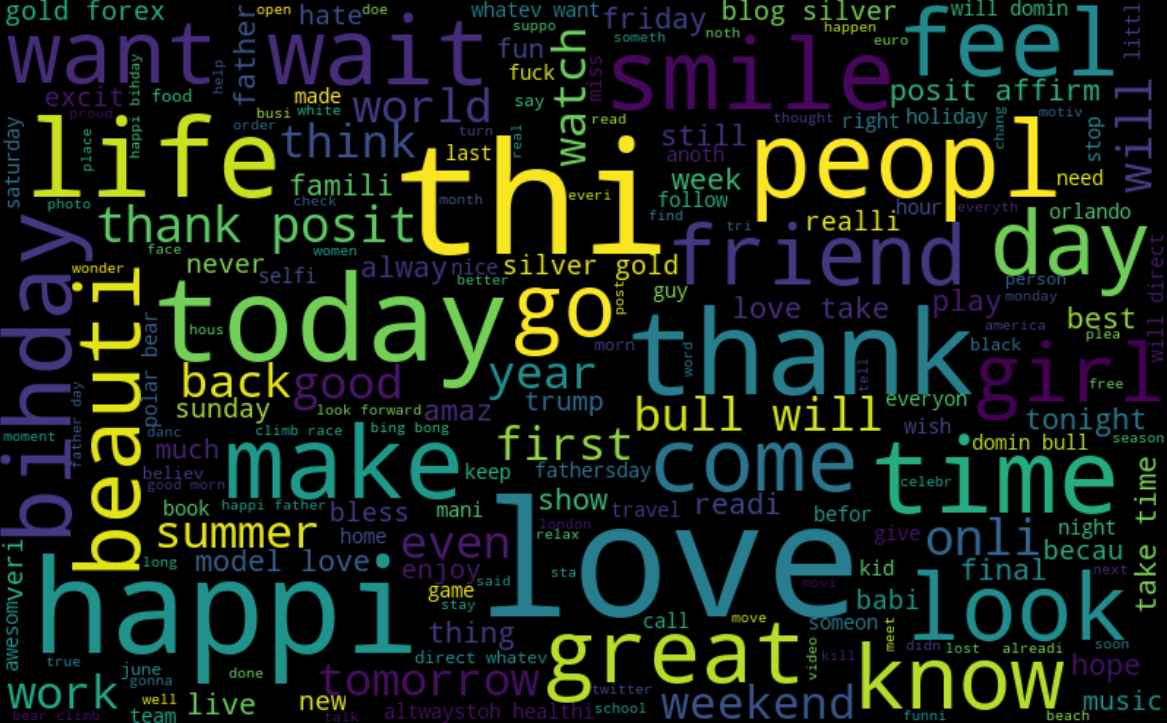 gold forex
open
hate
doe
whatev want
friday
blog silver
will domin
want
father
wait
fun
suppo
watch
someth
noth
happen
euro
feel
littl
help
fuck
miss
smile
excit
happi bihday
food
made
world
say
posit affirm
proud
busi
white
read
thought
right
holiday
chang
motiv
will
saturday
place
order
think
turn
real
still
stop
life
last
anoth
peopl
need
famili
thi
everi
week
photo
check
month
follow
find
hour
everyth
orlando
thank posit
realli
tri
friend
day
face
women
never
selfi
alway
nice
silver gold
better
wonder
bihday
beauti
post
guy
love take
play
person
monday
will direct
today
go
thank
best
hous
polar bear
america
plea
morn
word
tell
black
back
good
year
girl
free
father day
sunday
look forward
amaz
trump
bull will
everyon
wish
tonight
moment
danc
climb race
bing bong
first
domin bull
season
much
make
keep
fathersday
come
time
believ
good morn
celebr
book
happi father
bless
mani
show
travel
readi
befor
take time
summer
home
london
relax
love
give
onli
night
becau
veri
long
model love
even
enjoy
kid
final
next
happi
said
sta
movi
game
stay
babi
look
awesom
thing
call
move
someon
meet
didn
lost
alreadi
soon
true
june
gonna
direct whatev
great
video
kill
know
hope
work
done
tomorrow
twitter
weekend
music
well
live
new
school
bear climb
team
talk
altwaystoh healthi
funni
beach